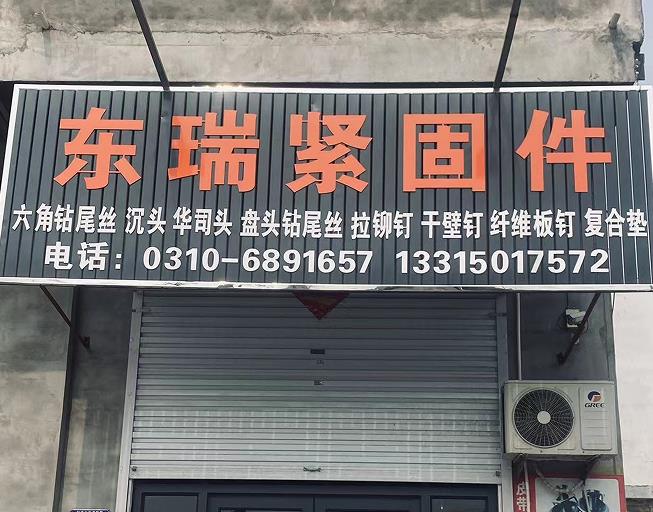 东瑞紧固件
六角钻尾丝 沉头 华司头 盘头钻尾丝 拉铆钉 干壁钉 纤维板钉 复合垫
电话：0310-6891657 13315017572
GREE